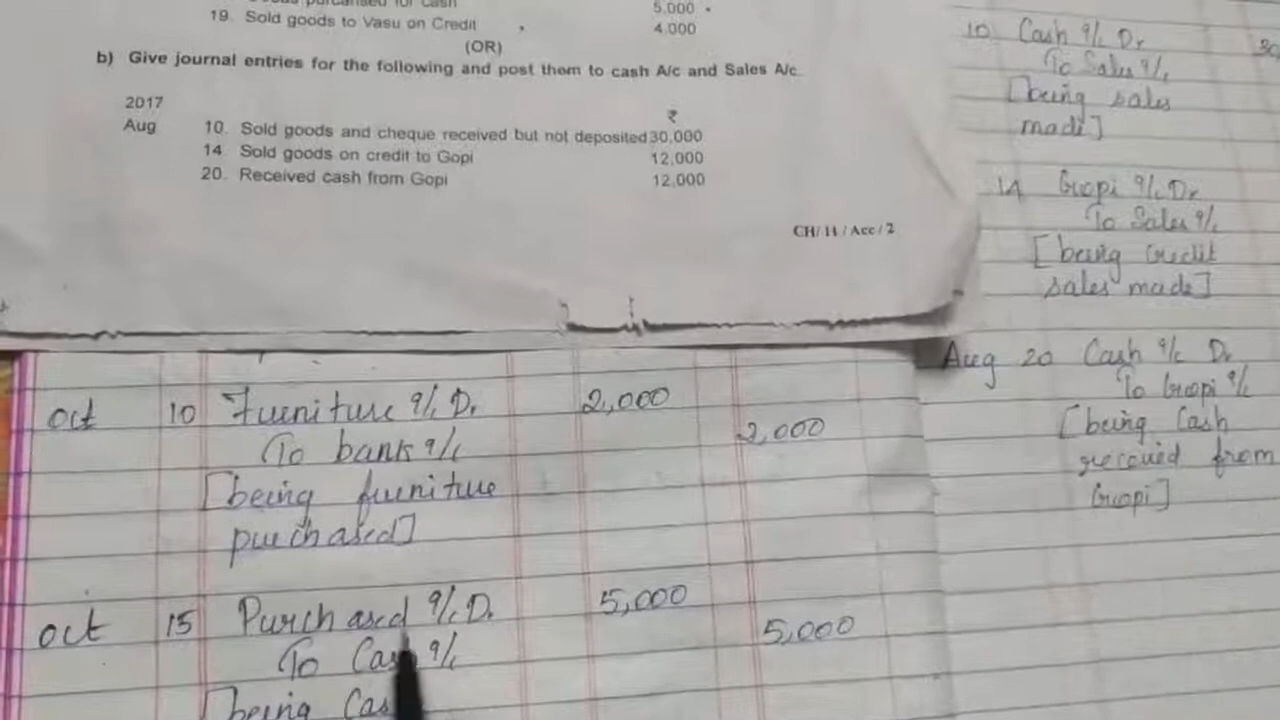 5,000
19. Sold goods to Vasu on Credit 4,000
(OR)
b) Give journal entries for the following and post them to cash A/c and Sales A/c.
2017 ₹
Aug 10. Sold goods and cheque received but not deposited 30,000
14 Sold goods on credit to Gopi 12,000
20. Received cash from Gopi 12,000
CH/11/Acc/2
10 Cash a/c Dr
To Sales a/c
[being sales
made]
14 Gopi a/c Dr
To Sales a/c
[being credit
sales made]
Aug 20 Cash a/c Dr
To Gopi a/c
[being Cash
from
Gopi]
oct 10 Furniture a/c Dr. 2,000
To bank a/c 2,000
[being furniture
purchased]
oct 15 Purchased a/c Dr. 5,000
To a/c 5,000
[being